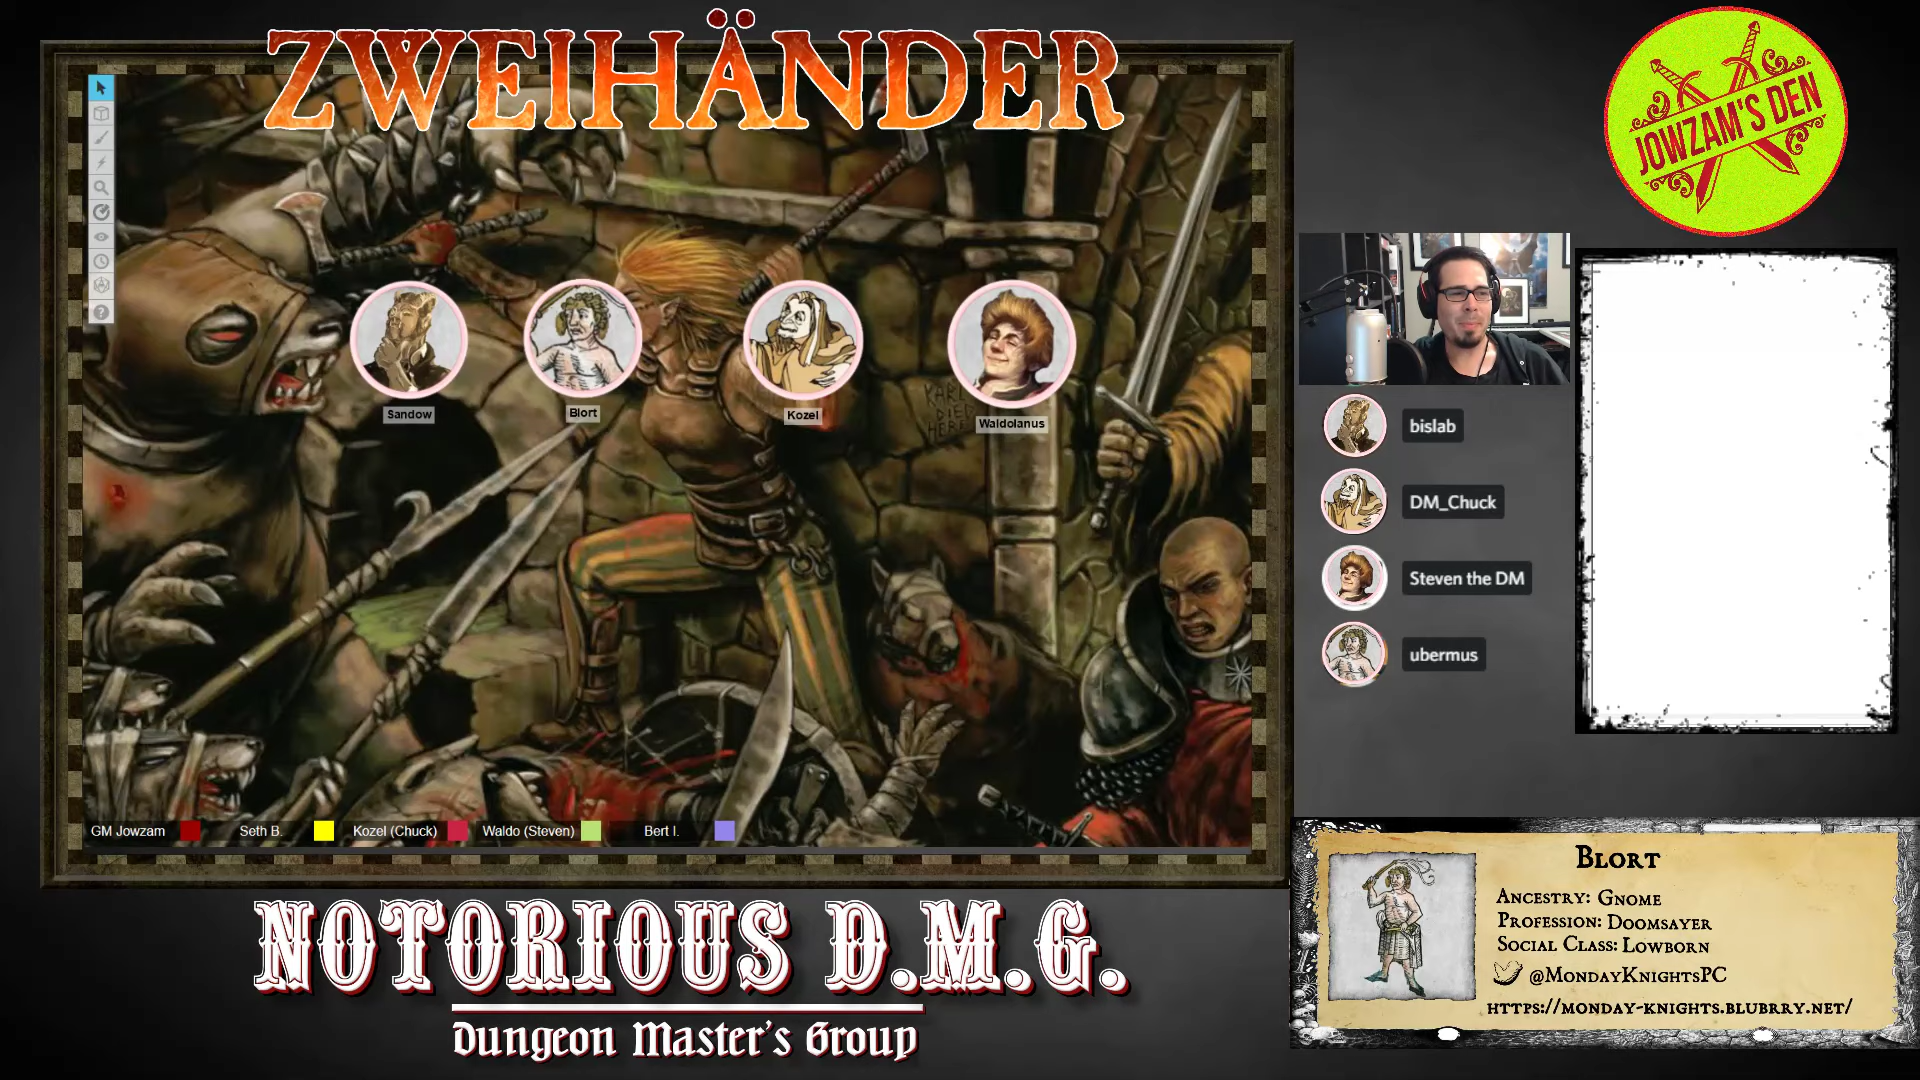 ZWEIHÄNDER
JOWZAM'S DEN
Sandow
Blort
Kozel
Waldolanus
KARL
DIED
HERE
bislab
DM_Chuck
Steven the DM
ubermus
GM Jowzam
Seth B.
Kozel (Chuck)
Waldo (Steven)
Bert I.
NOTORIOUS D.M.G.
Dungeon Master's Group
BLORT
ANCESTRY: GNOME
PROFESSION: DOOMSAYER
SOCIAL CLASS: LOWBORN
@MONDAYKNIGHTSPC
HTTPS://MONDAY-KNIGHTS.BLUBRRY.NET/